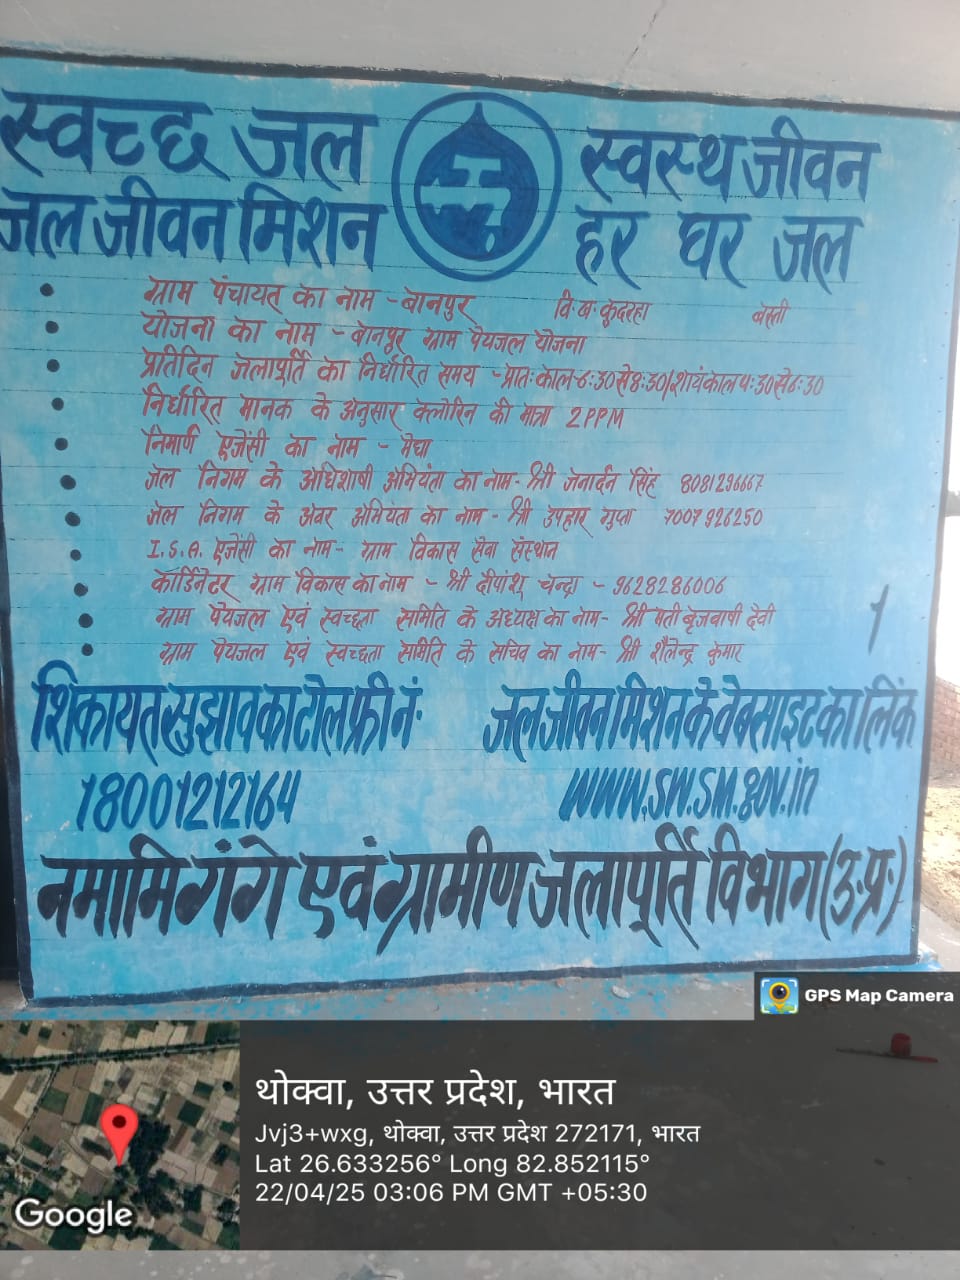 स्वच्छ जल स्वस्थ जीवन
जल जीवन मिशन हर घर जल
ग्राम पंचायत का नाम - बानपुर वि. ब. कुदरहा बस्ती
योजना का नाम - बानपुर ग्राम पेयजल योजना
प्रतिदिन जलापूर्ति का निर्धारित समय - प्रातः काल-6:30से8:30/शायंकाल 4:30से6:30
निर्धारित मानक के अनुसार क्लोरिन की मात्रा 2PPM
निमार्ण एजेंसी का नाम - मेघा
जल निगम के अधिशाषी अभियंता का नाम- श्री जनार्दन सिंह 8081296667
जल निगम के अवर अभियंता का नाम- श्री उपहार गुप्ता 7007926250
I.S.A. एजेंसी का नाम- ग्राम विकास सेवा संस्थान
कोर्डिनेटर ग्राम विकास का नाम - श्री दीपांशु चन्द्रा - 9628286006
ग्राम पेयजल एवं स्वच्छता समिति के अध्यक्ष का नाम- श्री मती बृजवाषी देवी
ग्राम पेयजल एवं स्वच्छता समिति के सचिव का नाम- श्री शैलेन्द्र कुमार
1
शिकायत सुझाव का टोल फ्री नं. जल जीवन मिशन के वेबसाइट का लिंक
18001212164 WWW.SW.SM.gov.in
नमामि गंगे एवं ग्रामीण जलापूर्ति विभाग (उ.प्र.)
GPS Map Camera
थोक्वा, उत्तर प्रदेश, भारत
Jvj3+wxg, थोक्वा, उत्तर प्रदेश 272171, भारत
Lat 26.633256° Long 82.852115°
22/04/25 03:06 PM GMT +05:30
Google